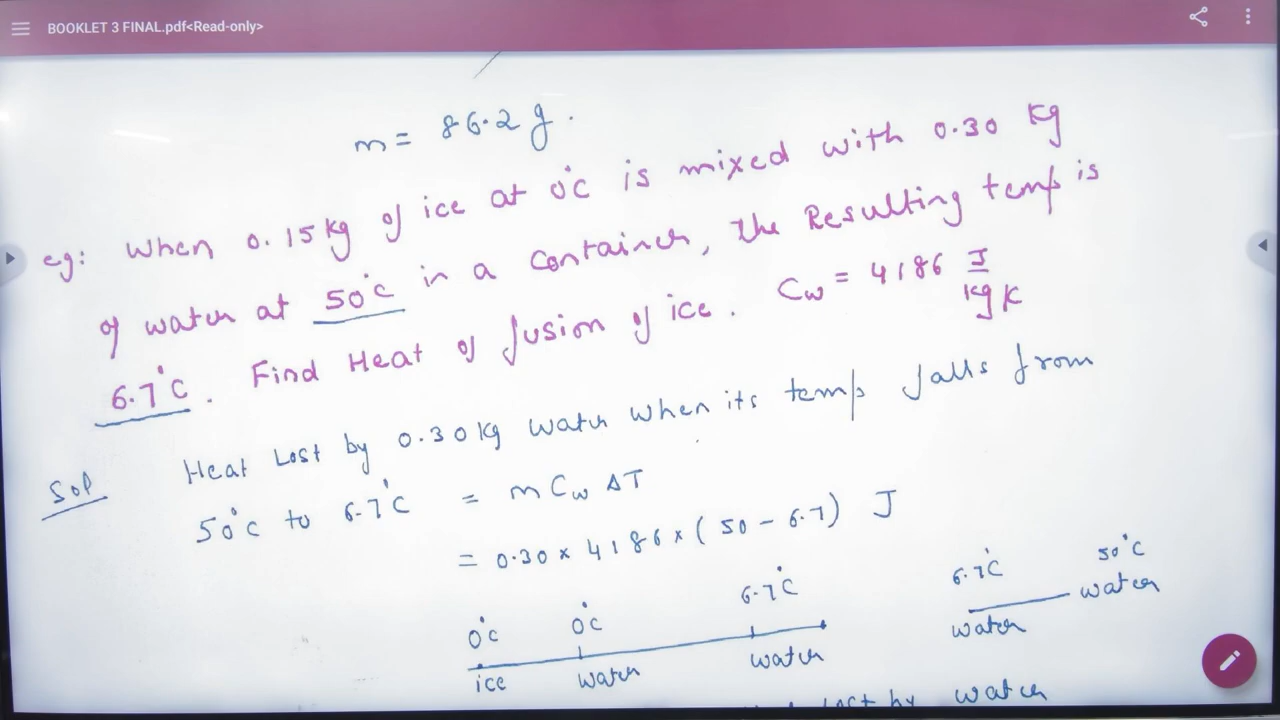 BOOKLET 3 FINAL.pdf<Read-only>
m = 86.2 g.
eg: When 0.15kg of ice at 0°C is mixed with 0.30 kg
of water at 50°C in a container, the Resulting temp is
6.7°C. Find Heat of fusion of ice. Cw = 4186 J/kg K
Sol Heat Lost by 0.30kg water when its temp falls from
50°C to 6.7°C = m Cw ΔT
= 0.30 × 4186 × (50 - 6.7) J
0°C 0°C 6.7°C 6.7°C 50°C
ice water water water water
lost by water